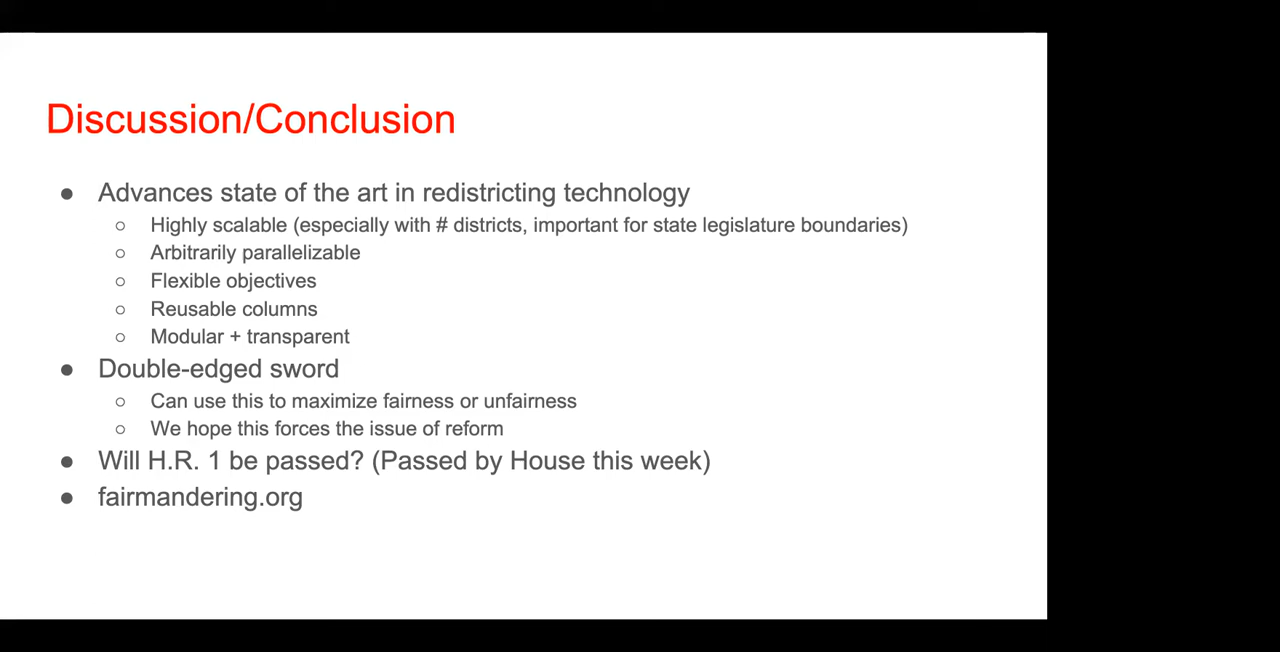 Discussion/Conclusion
● Advances state of the art in redistricting technology
○ Highly scalable (especially with # districts, important for state legislature boundaries)
○ Arbitrarily parallelizable
○ Flexible objectives
○ Reusable columns
○ Modular + transparent
● Double-edged sword
○ Can use this to maximize fairness or unfairness
○ We hope this forces the issue of reform
● Will H.R. 1 be passed? (Passed by House this week)
● fairmandering.org